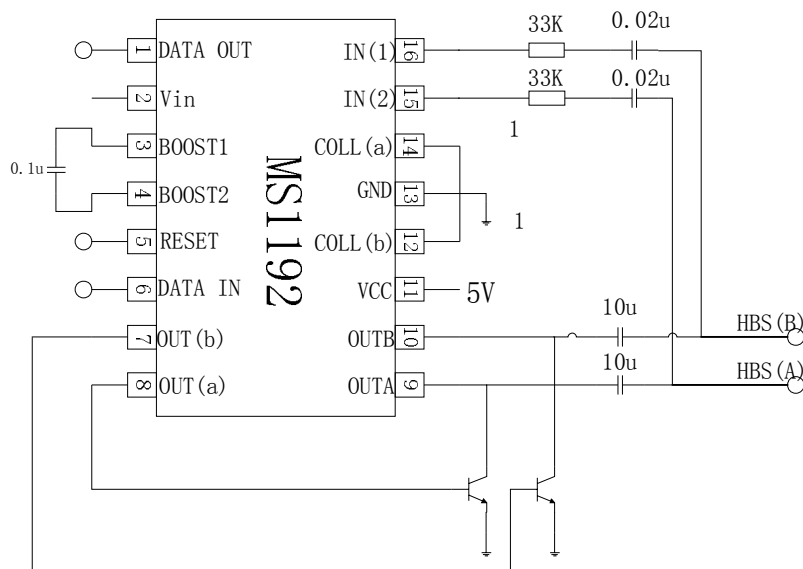 33K
0.02u
1 DATA OUT IN(1) 16
33K
0.02u
2 Vin IN(2) 15
1
3 BOOST1 COLL(a) 14
0.1u
4 BOOST2 GND 13
1
5 RESET COLL(b) 12
6 DATA IN VCC 11 5V
10u
HBS(B)
7 OUT(b) OUTB 10
10u
HBS(A)
8 OUT(a) OUTA 9
MS1192